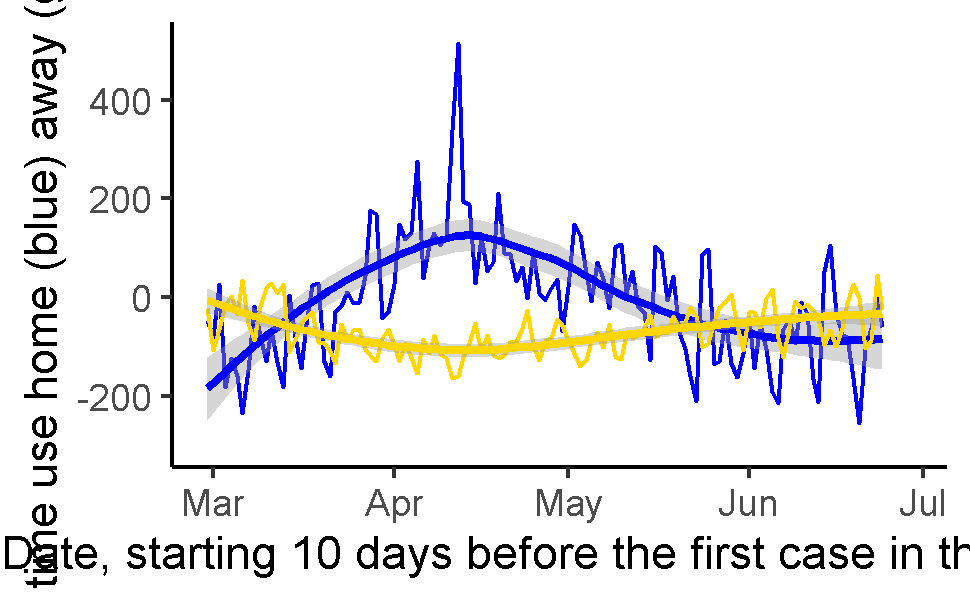 time use home (blue) away (
400
200
0
-200
Mar Apr May Jun Jul
Date, starting 10 days before the first case in th